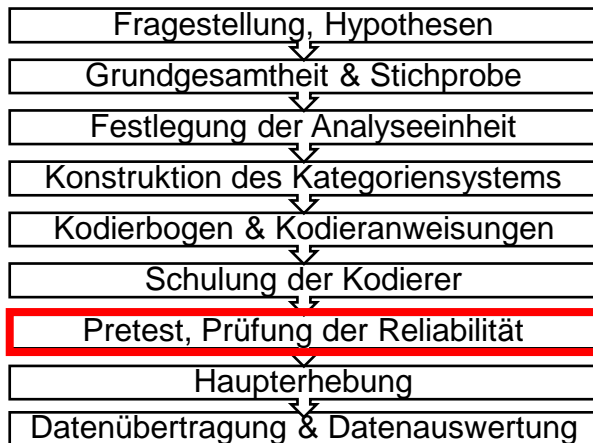 Fragestellung, Hypothesen
Grundgesamtheit & Stichprobe
Festlegung der Analyseeinheit
Konstruktion des Kategoriensystems
Kodierbogen & Kodieranweisungen
Schulung der Kodierer
Pretest, Prüfung der Reliabilität
Haupterhebung
Datenübertragung & Datenauswertung